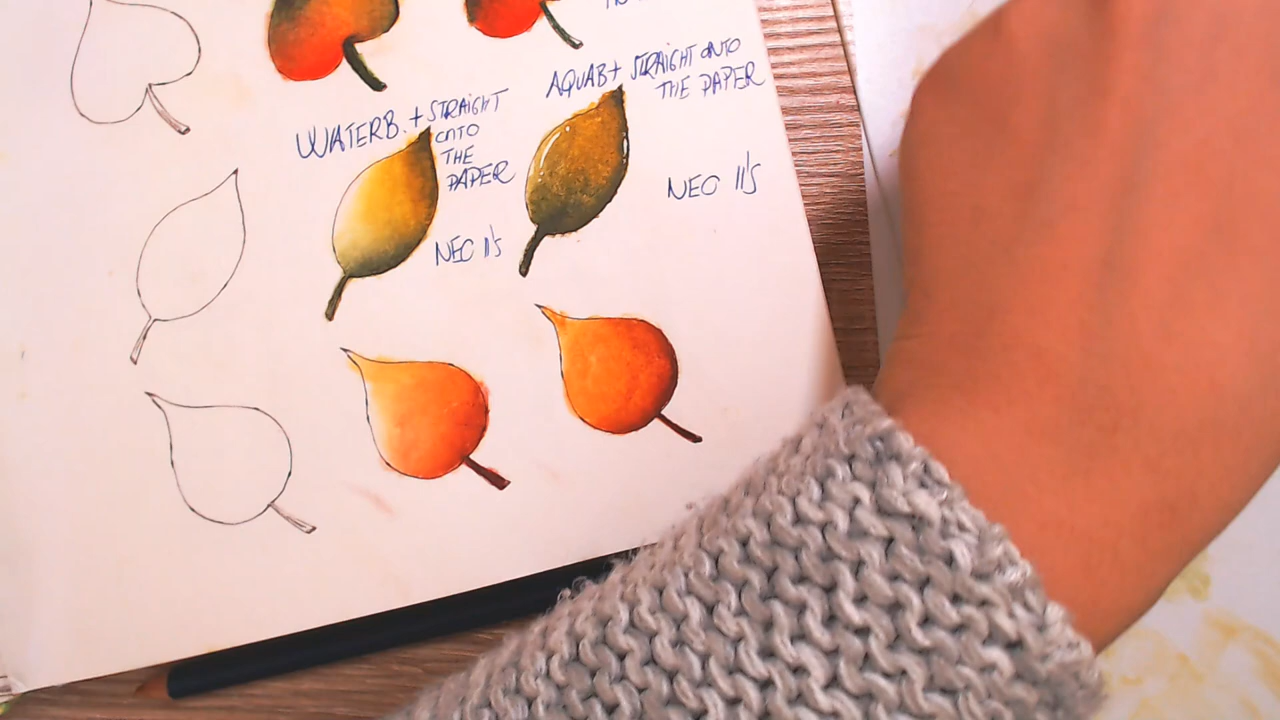 WATERB. + STRAIGHT
ONTO
THE
PAPER
NEO II'S
AQUAB + STRAIGHT ONTO
THE PAPER
NEO II'S